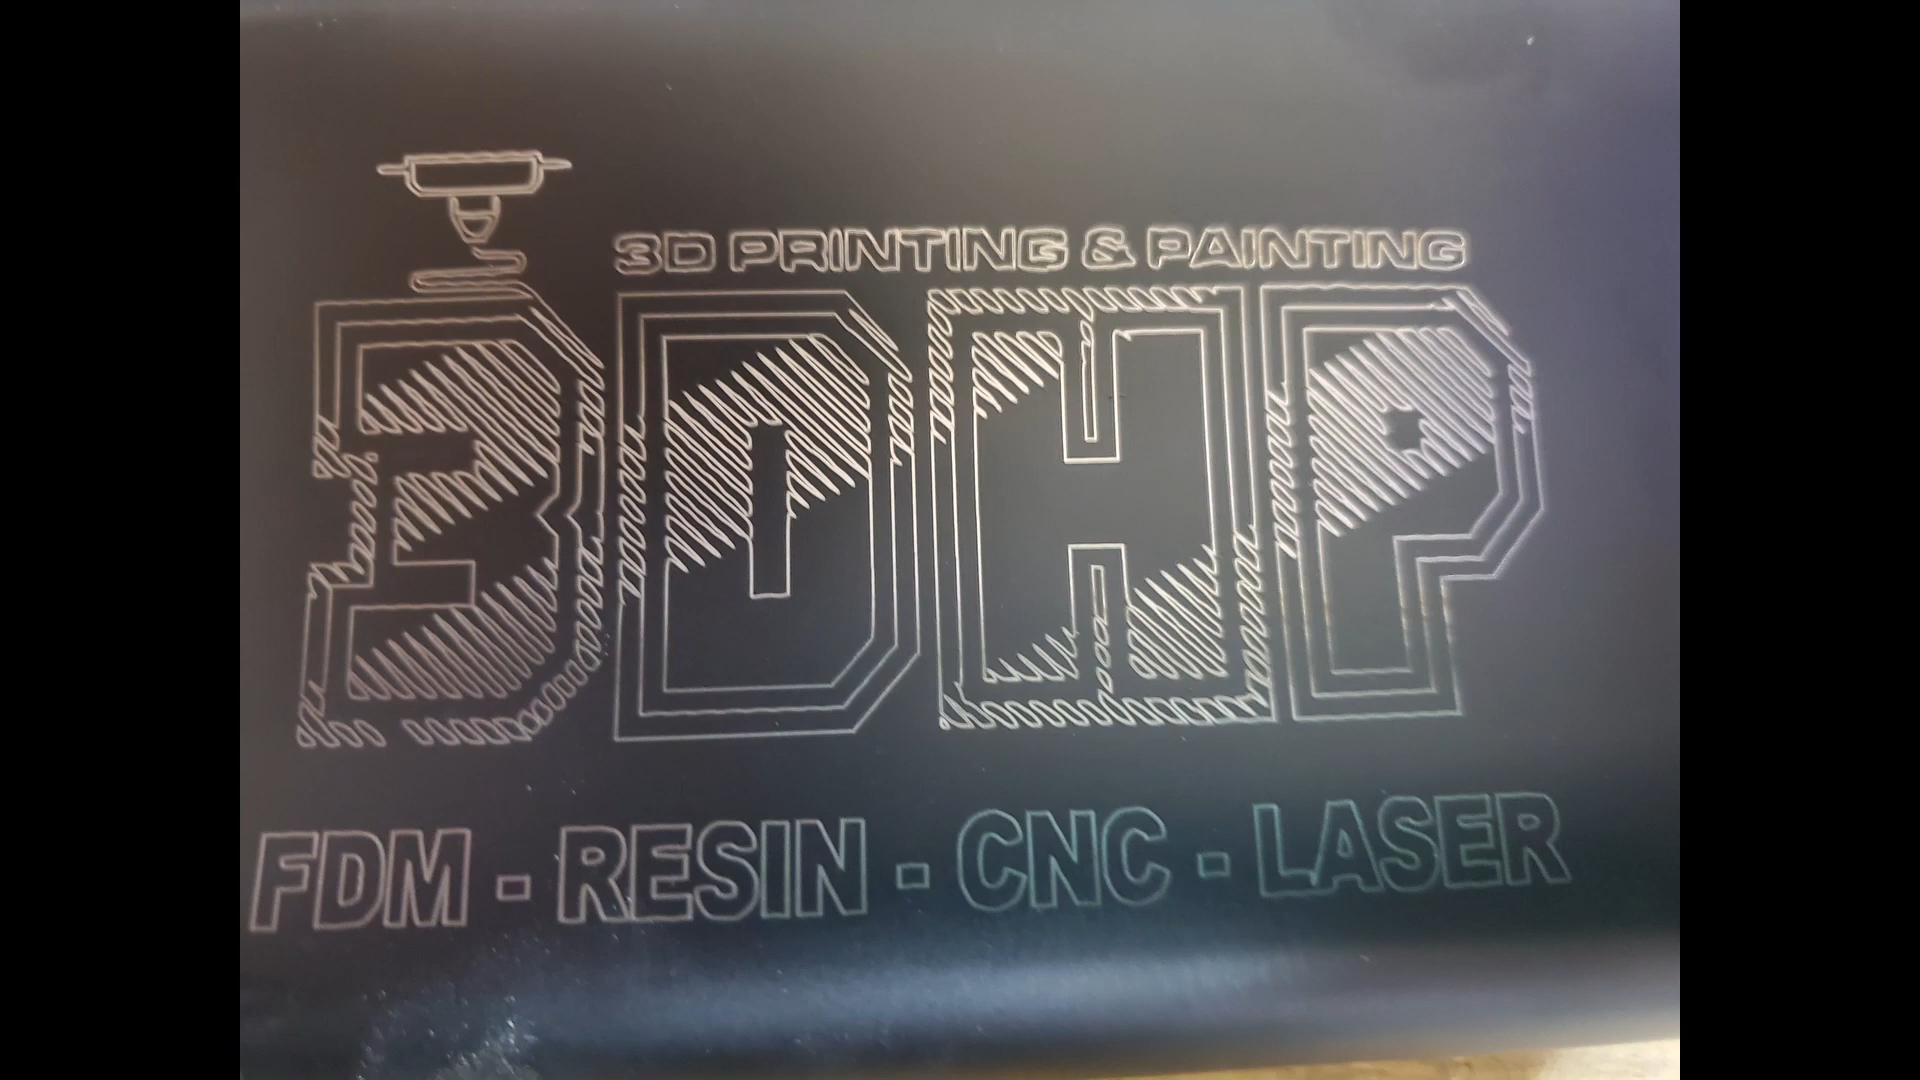 3D PRINTING & PAINTING
3DHP
FDM - RESIN - CNC - LASER